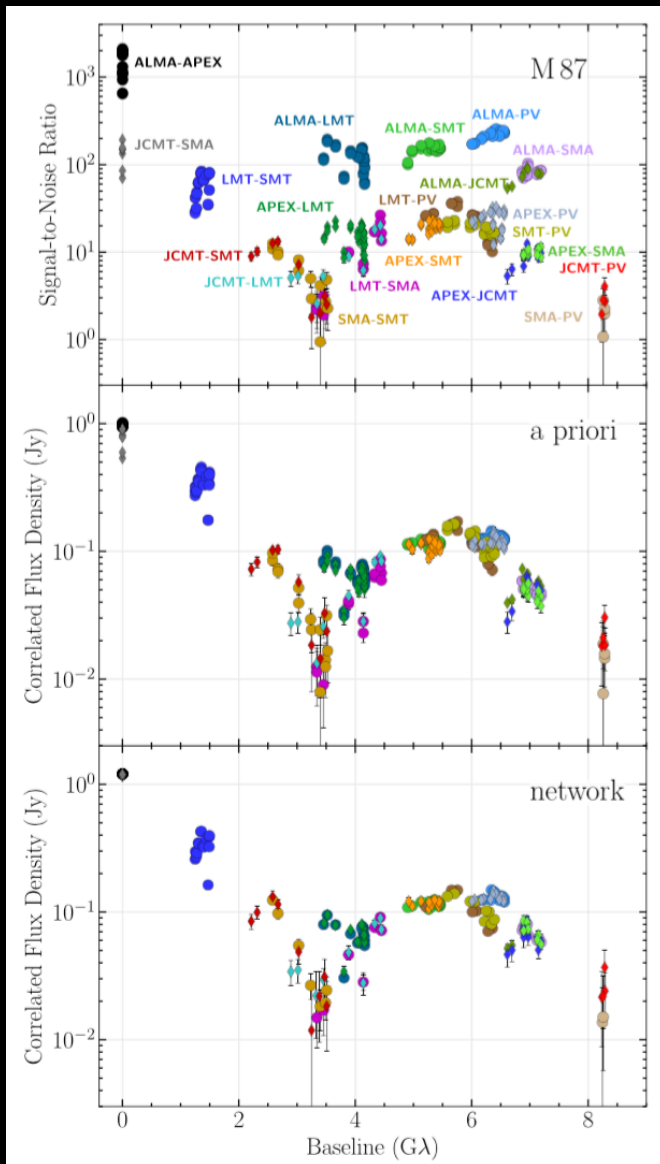 M 87
ALMA-APEX
ALMA-PV
ALMA-LMT
ALMA-SMT
JCMT-SMA
ALMA-SMA
LMT-SMT
ALMA-JCMT
LMT-PV
APEX-LMT
APEX-PV
SMT-PV
JCMT-SMT
APEX-SMT
APEX-SMA
JCMT-PV
JCMT-LMT
LMT-SMA
APEX-JCMT
SMA-SMT
SMA-PV
Signal-to-Noise Ratio
10³
10²
10¹
10⁰
a priori
Correlated Flux Density (Jy)
10⁰
10⁻¹
10⁻²
network
Correlated Flux Density (Jy)
10⁰
10⁻¹
10⁻²
0 2 4 6 8
Baseline (Gλ)